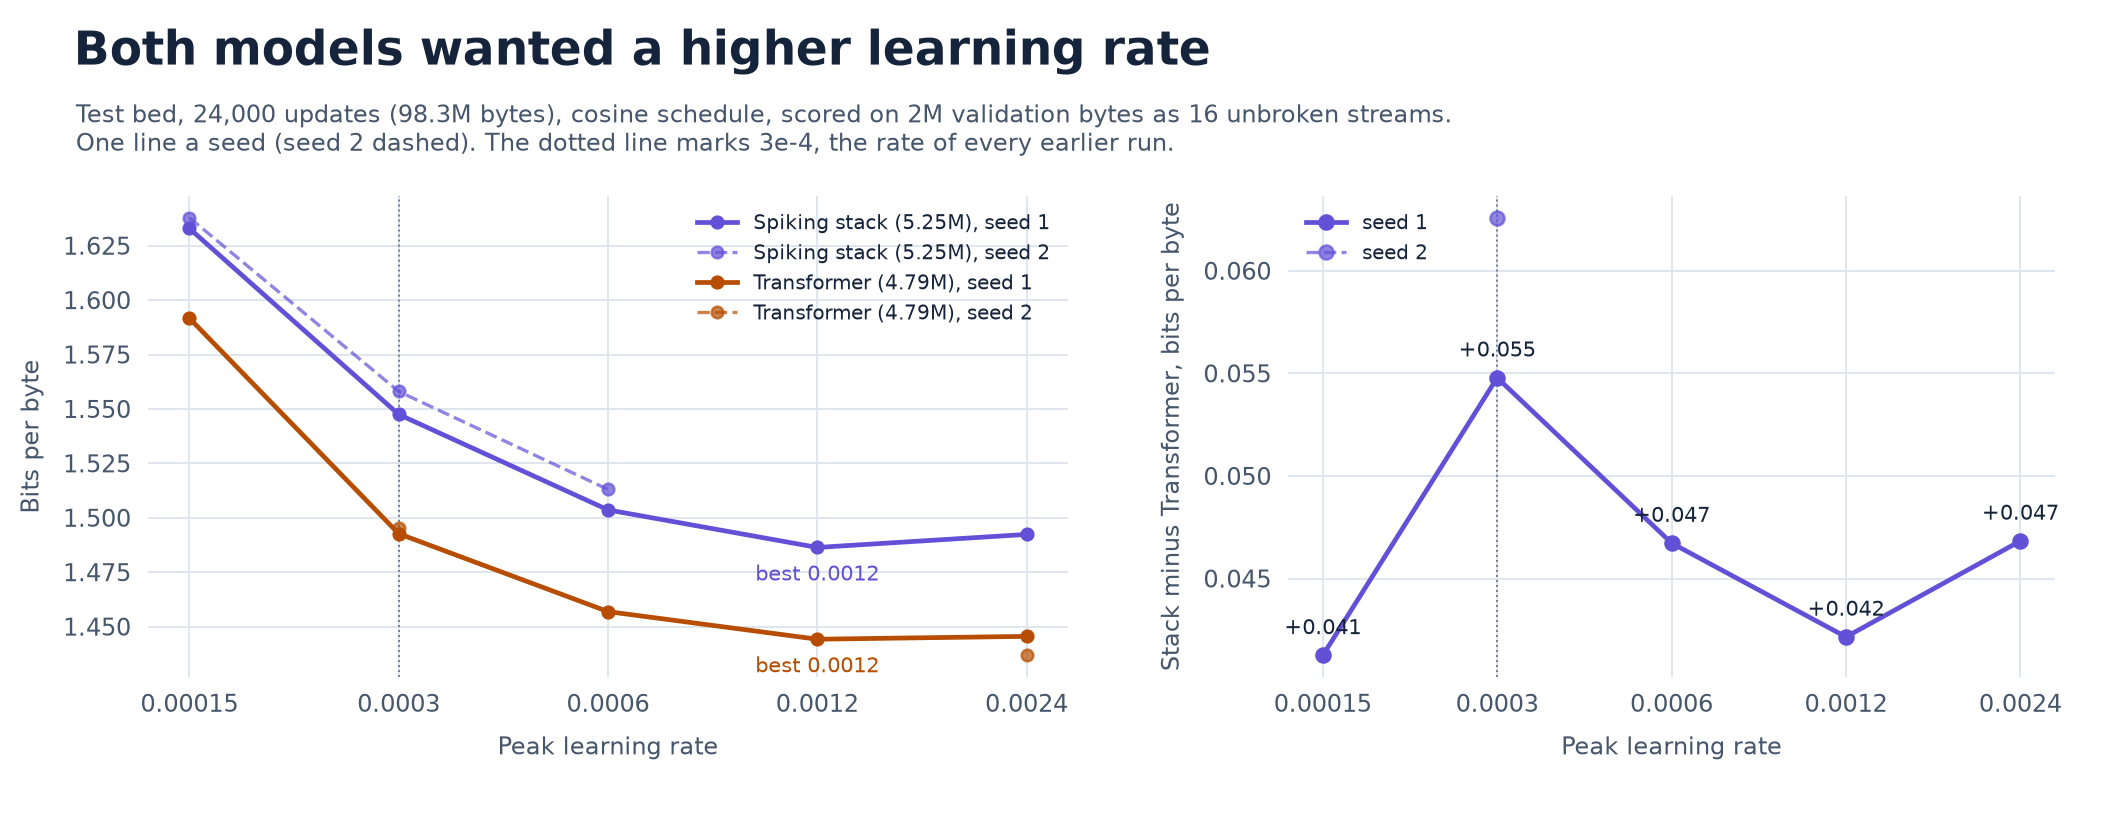 Both models wanted a higher learning rate
Test bed, 24,000 updates (98.3M bytes), cosine schedule, scored on 2M validation bytes as 16 unbroken streams.
One line a seed (seed 2 dashed). The dotted line marks 3e-4, the rate of every earlier run.
Bits per byte
1.625
1.600
1.575
1.550
1.525
1.500
1.475
1.450
Spiking stack (5.25M), seed 1
Spiking stack (5.25M), seed 2
Transformer (4.79M), seed 1
Transformer (4.79M), seed 2
best 0.0012
best 0.0012
0.00015
0.0003
0.0006
0.0012
0.0024
Peak learning rate
Stack minus Transformer, bits per byte
0.060
0.055
0.050
0.045
seed 1
seed 2
+0.041
+0.055
+0.047
+0.042
+0.047
0.00015
0.0003
0.0006
0.0012
0.0024
Peak learning rate